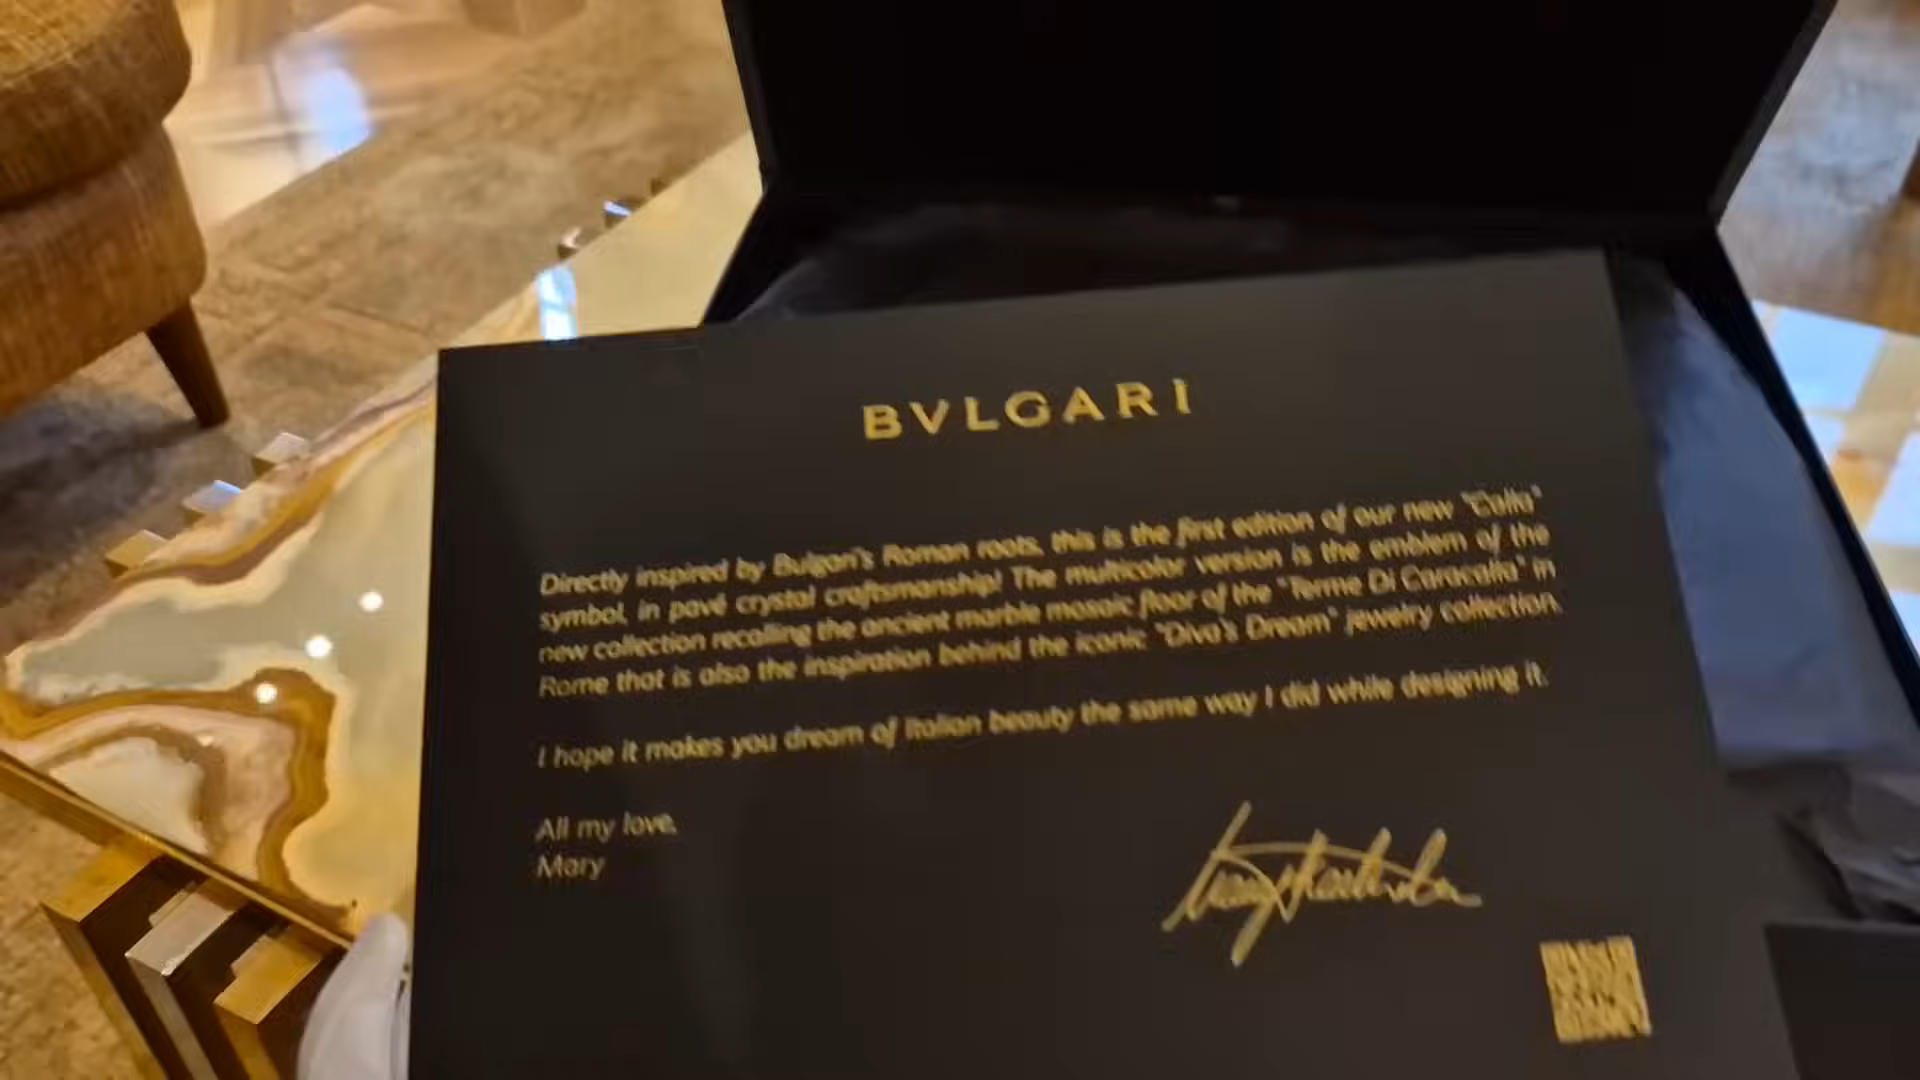 BVLGARI
Directly inspired by Bulgari's Roman roots, this is the first edition of our new "Calla"
symbol, in pavé crystal craftsmanship! The multicolor version is the emblem of the
new collection recalling the ancient marble mosaic floor of the "Terme Di Caracalla" in
Rome that is also the inspiration behind the iconic "Diva's Dream" jewelry collection.
I hope it makes you dream of Italian beauty the same way I did while designing it.
All my love,
Mary